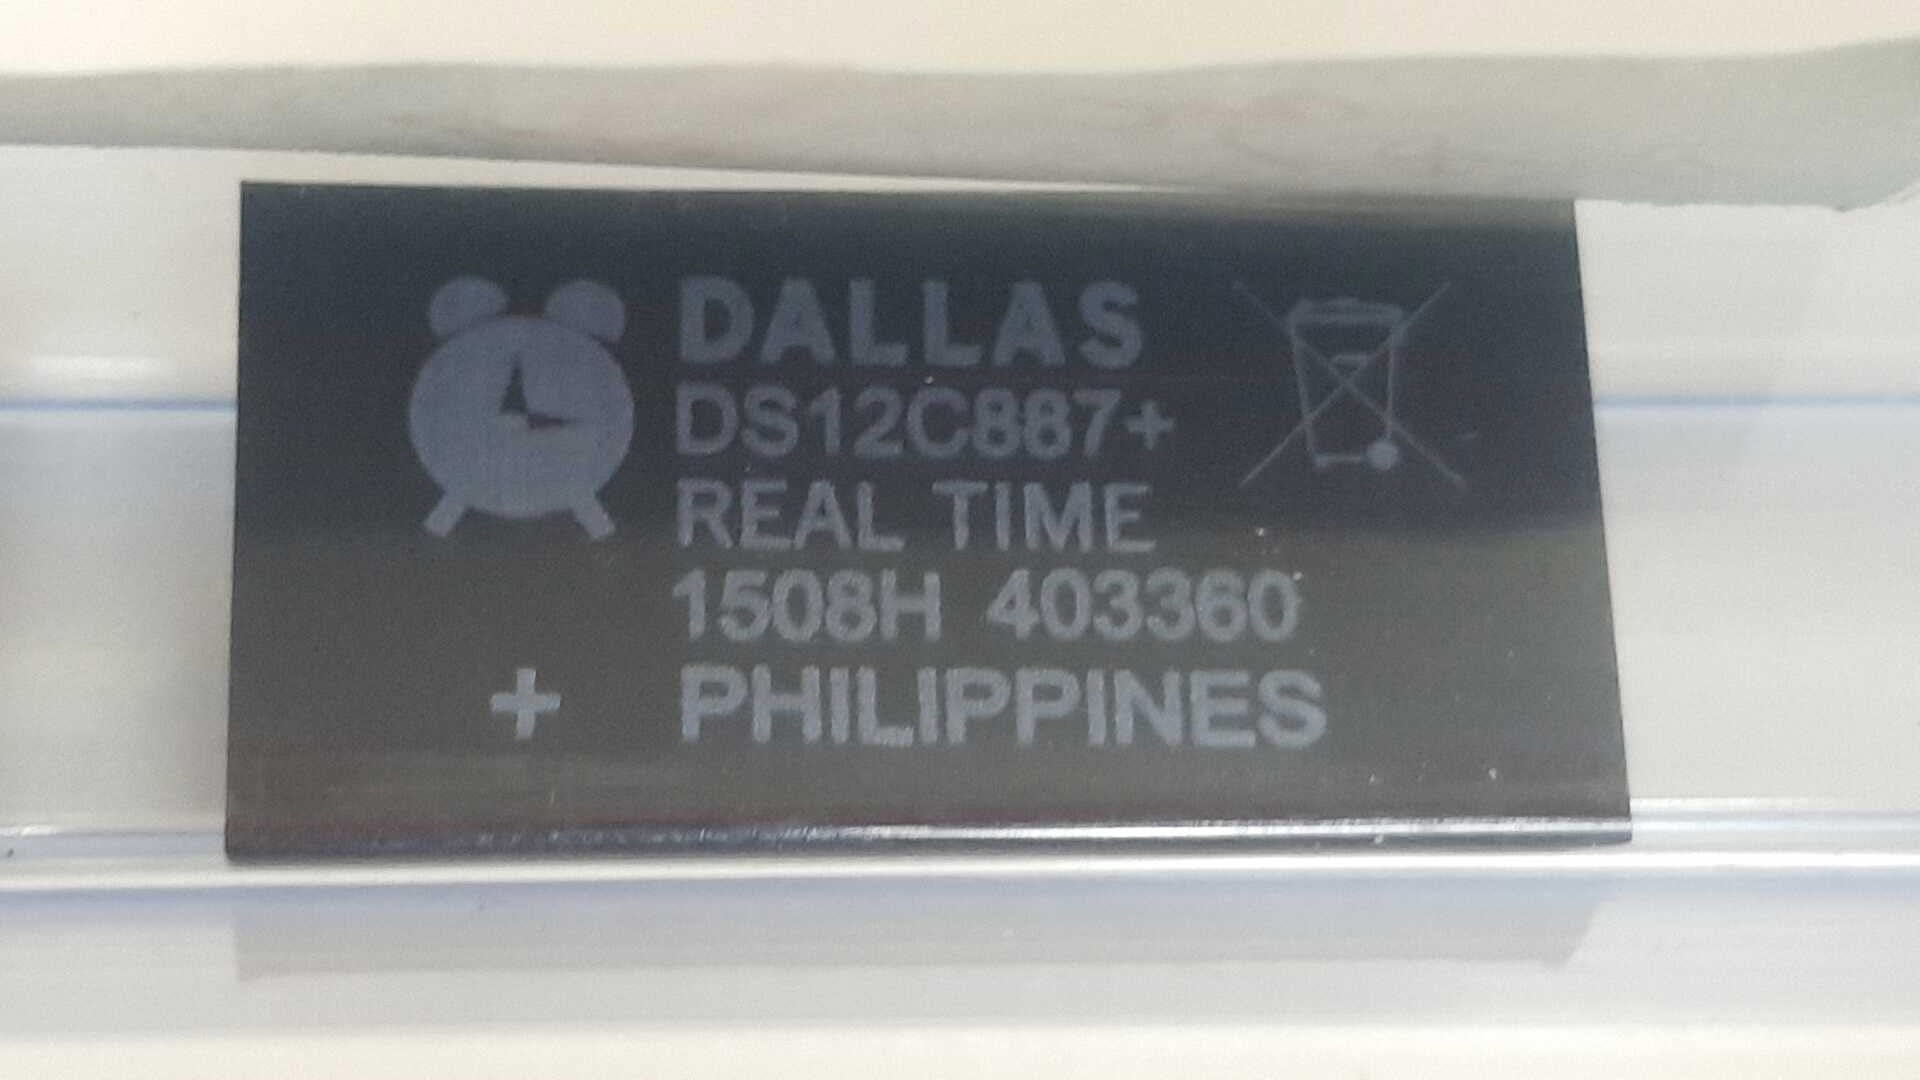 DALLAS
DS12C887+
REAL TIME
1508H 403360
+ PHILIPPINES